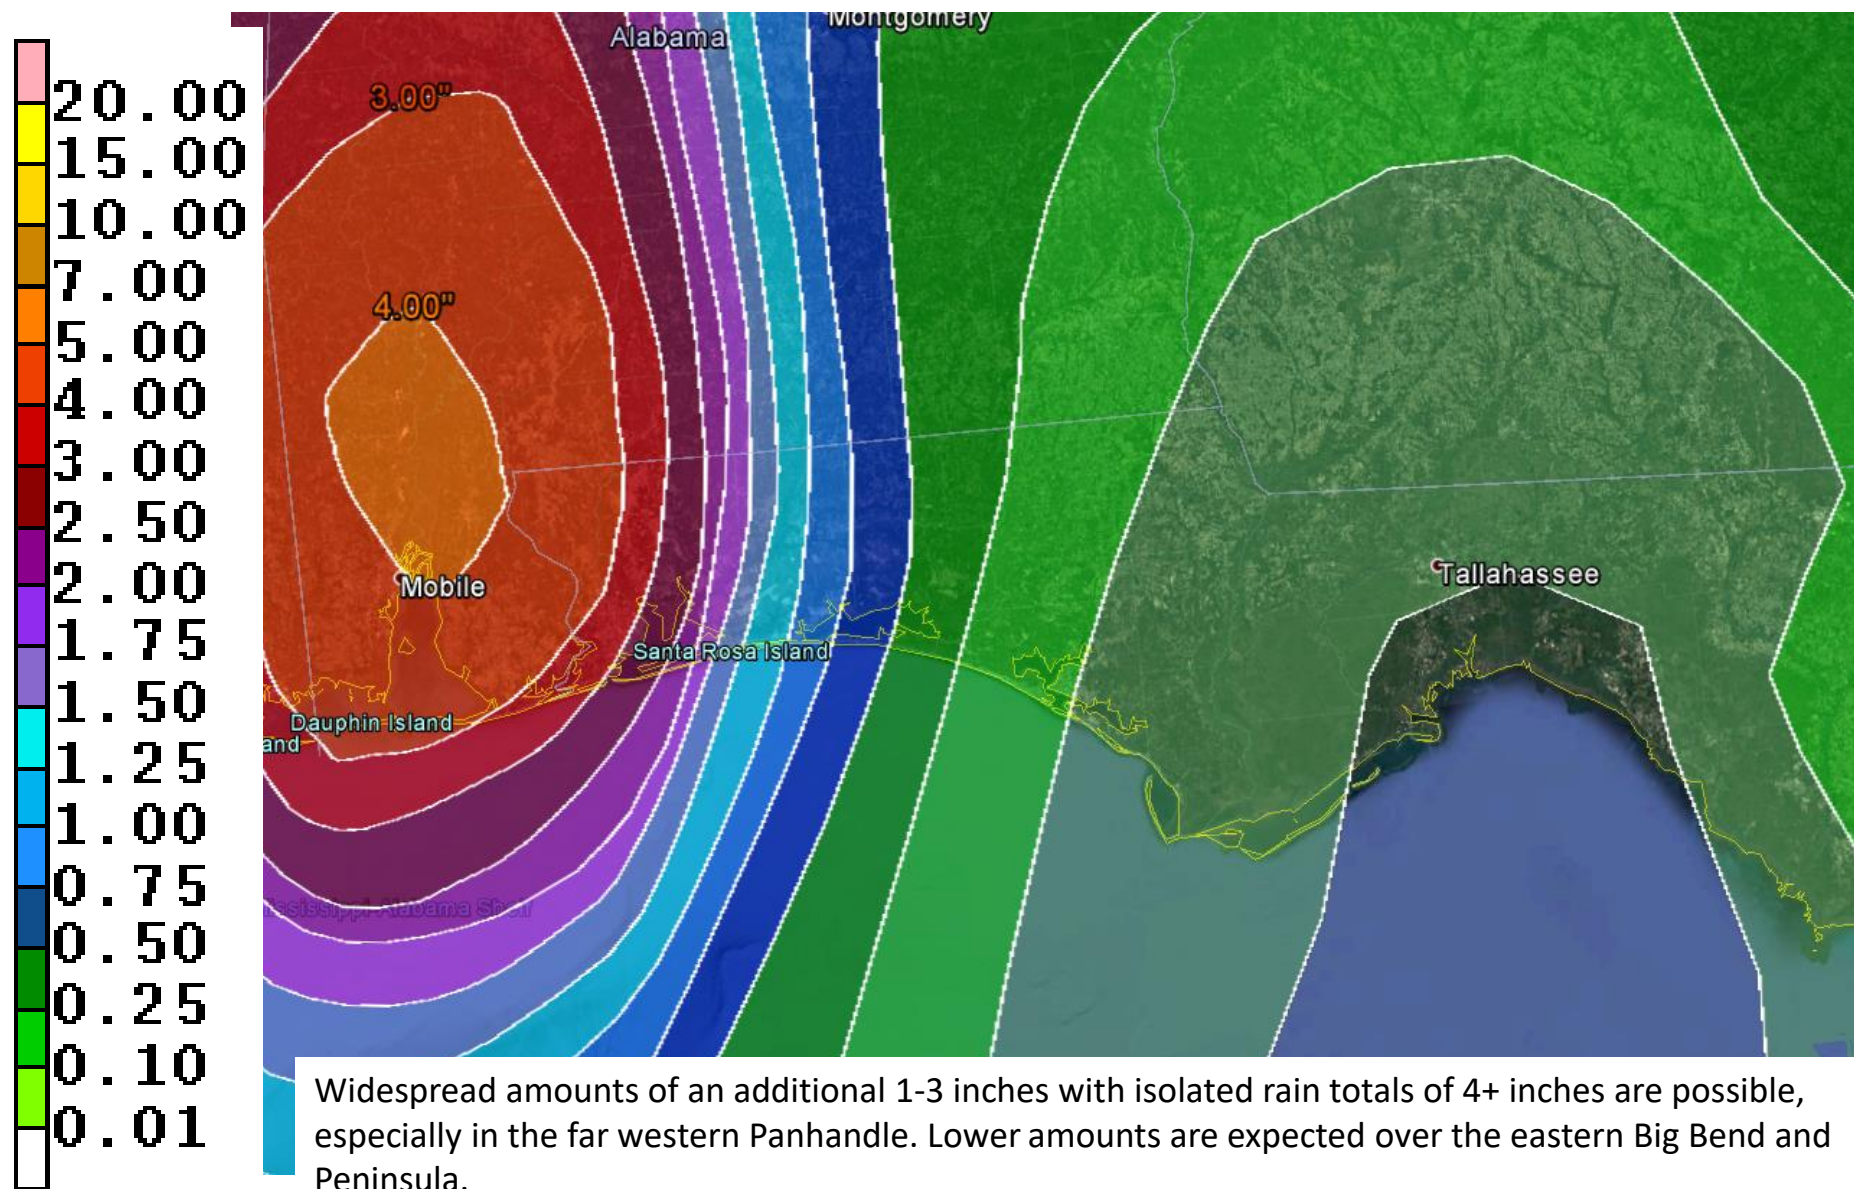 Montgomery
Alabama
20.00
15.00
10.00
7.00
5.00
4.00
3.00
2.50
2.00
1.75
1.50
1.25
1.00
0.75
0.50
0.25
0.10
0.01
3.00"
4.00"
Mobile
Tallahassee
Santa Rosa Island
Dauphin Island
and
ississippi-Alabama Shelf
Widespread amounts of an additional 1-3 inches with isolated rain totals of 4+ inches are possible,
especially in the far western Panhandle. Lower amounts are expected over the eastern Big Bend and
Peninsula.